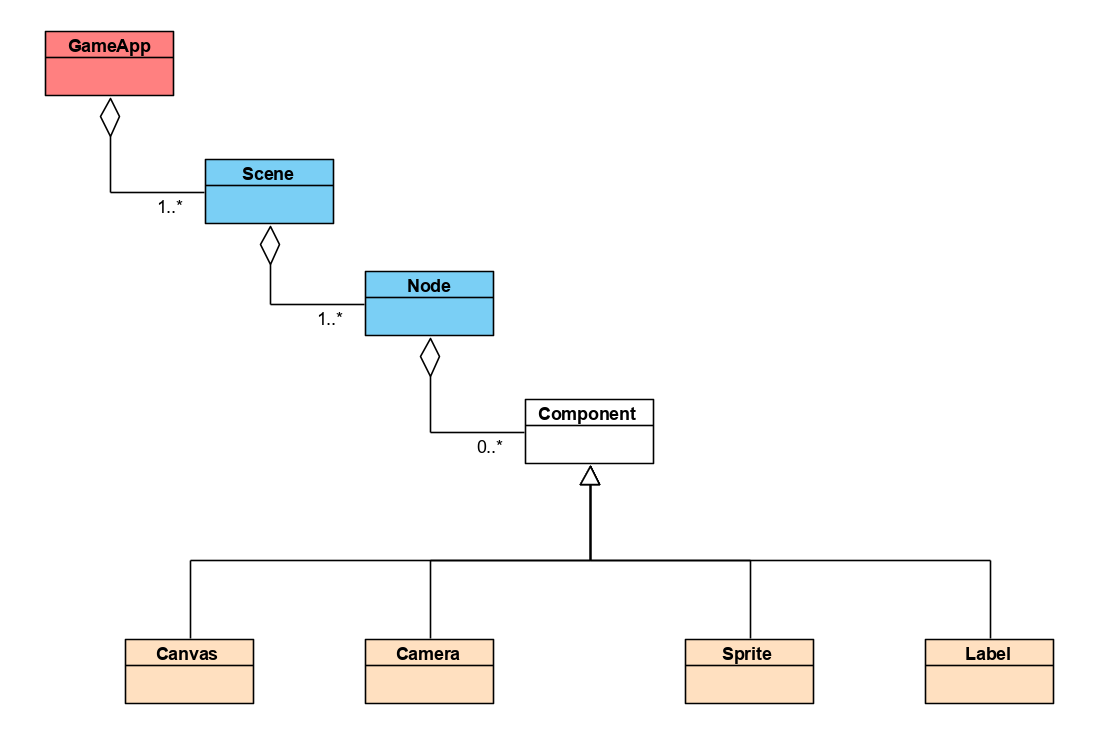 GameApp
Scene
1..*
Node
1..*
Component
0..*
Canvas
Camera
Sprite
Label